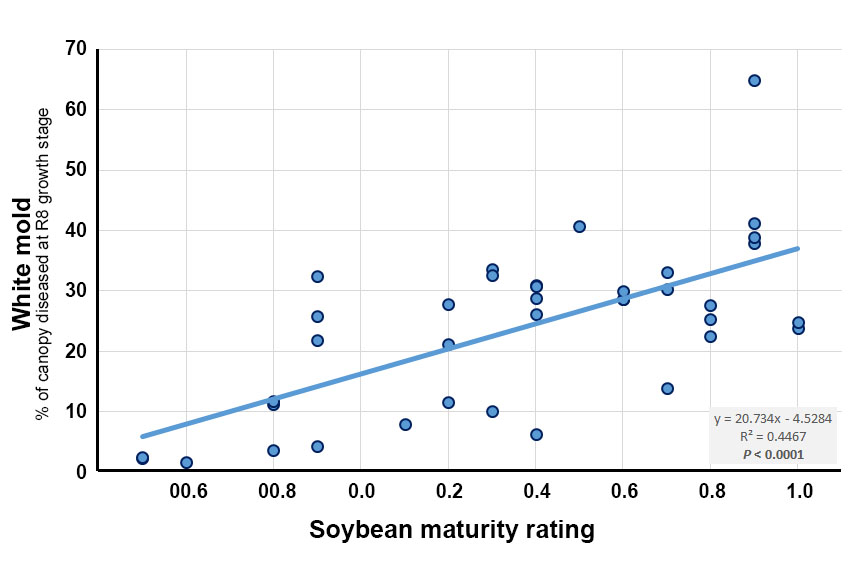 70
60
50
40
30
20
10
0
White mold
% of canopy diseased at R8 growth stage
y = 20.734x - 4.5284
R² = 0.4467
P < 0.0001
00.6 00.8 0.0 0.2 0.4 0.6 0.8 1.0
Soybean maturity rating